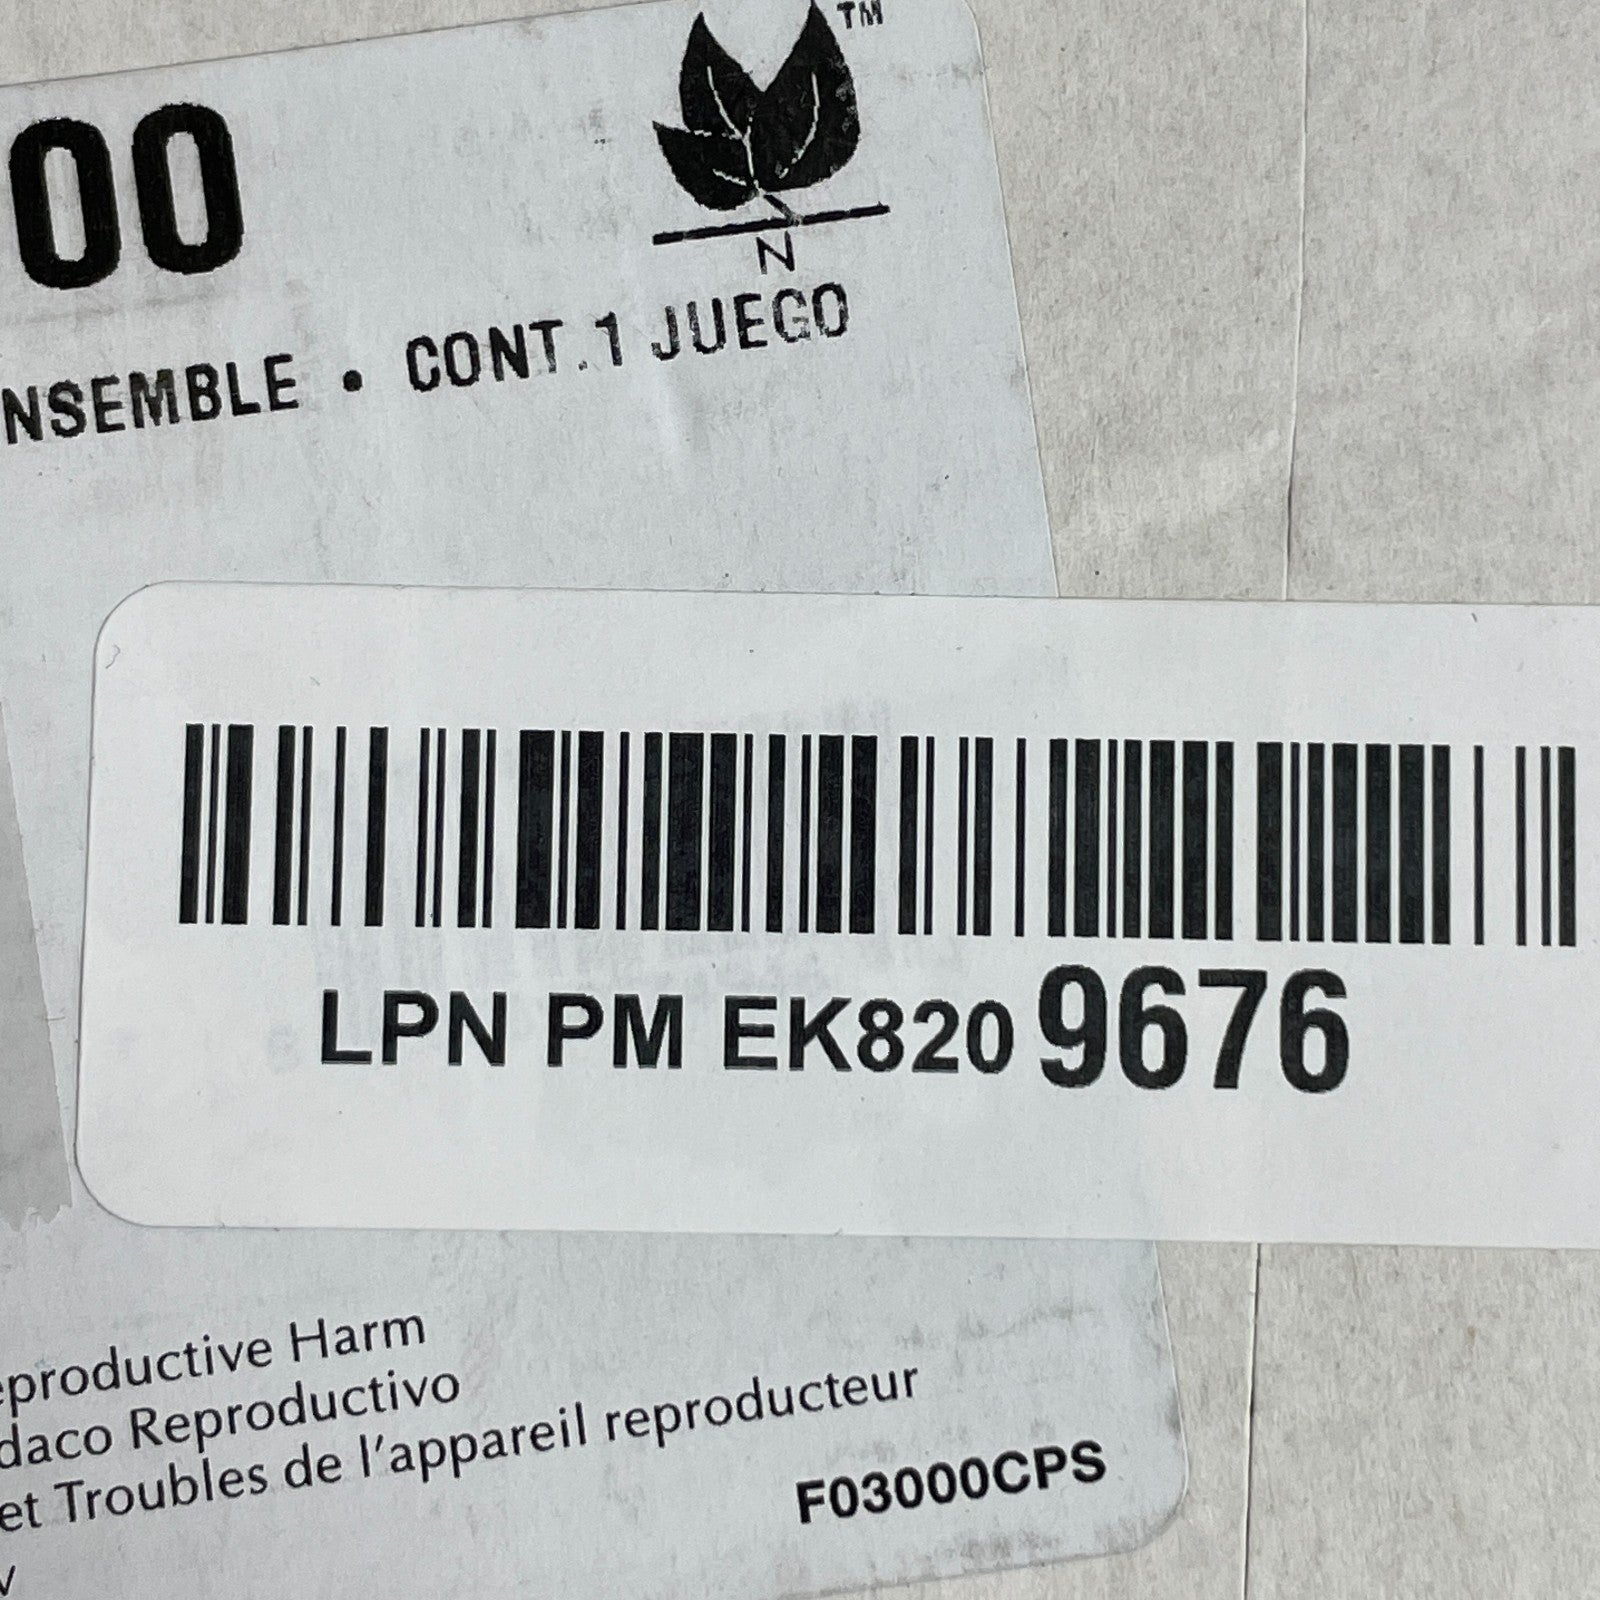 TM
00
N
NSEMBLE • CONT. 1 JUEGO
LPN PM EK820 9676
eproductive Harm
daco Reproductivo
et Troubles de l'appareil reproducteur
F03000CPS
v